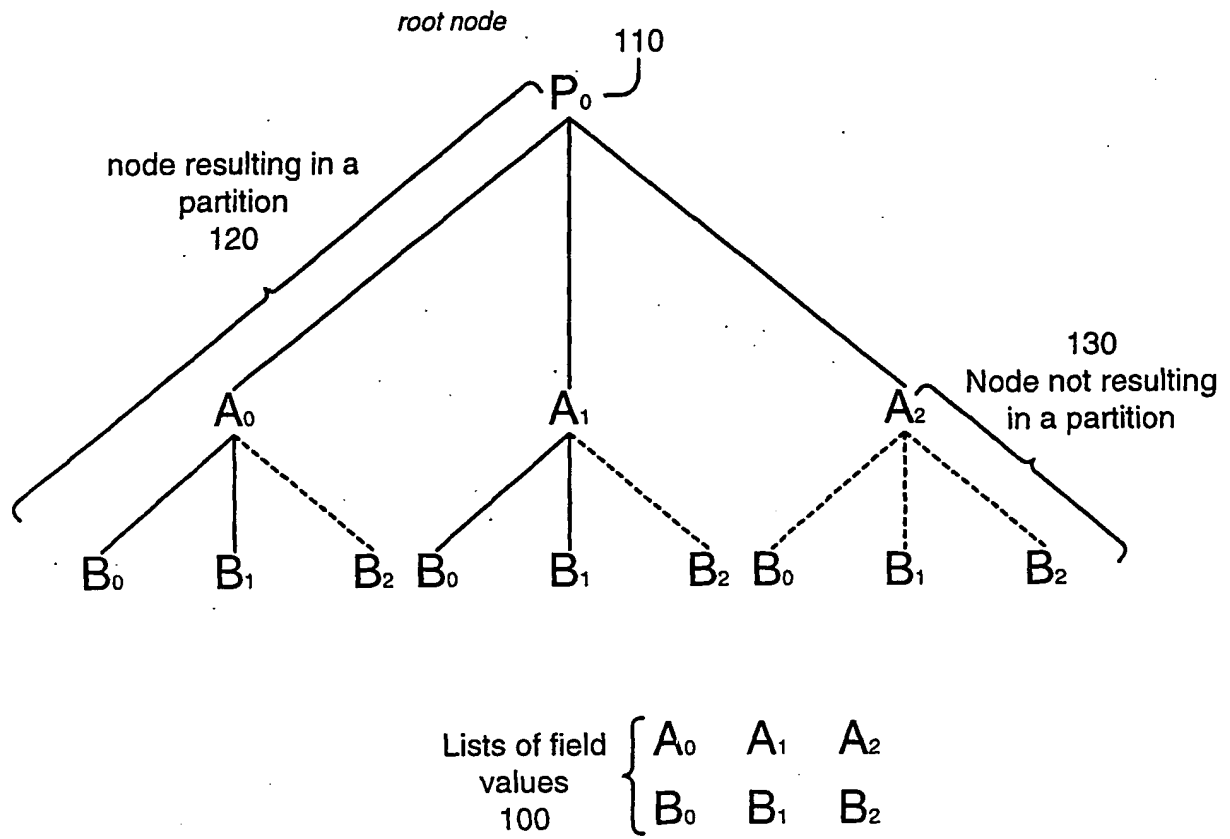 root node
110
P0
node resulting in a
partition
120
130
Node not resulting
in a partition
A0 A1 A2
B0 B1 B2 B0 B1 B2 B0 B1 B2
Lists of field
values
100
A0 A1 A2
B0 B1 B2